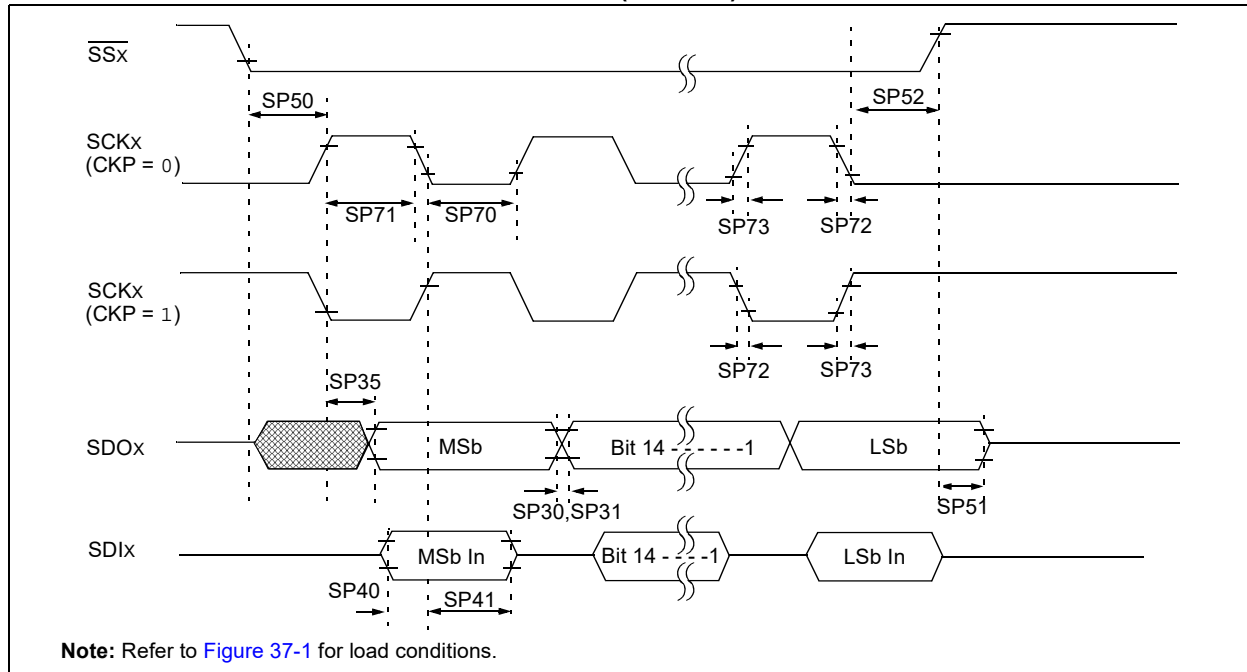 SSx
SP50
SP52
SCKx
(CKP = 0)
SP71
SP70
SP73
SP72
SCKx
(CKP = 1)
SP72
SP73
SP35
SDOx
MSb
Bit 14 - - - - - -1
LSb
SP30,SP31
SP51
SDIx
MSb In
Bit 14 - - - -1
LSb In
SP40
SP41
Note: Refer to Figure 37-1 for load conditions.